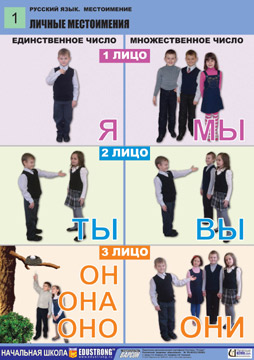 1
РУССКИЙ ЯЗЫК. МЕСТОИМЕНИЕ
ЛИЧНЫЕ МЕСТОИМЕНИЯ
ЕДИНСТВЕННОЕ ЧИСЛО МНОЖЕСТВЕННОЕ ЧИСЛО
1 ЛИЦО
Я МЫ
2 ЛИЦО
ТЫ ВЫ
3 ЛИЦО
ОН
ОНА
ОНО ОНИ
НАЧАЛЬНАЯ ШКОЛА EDUSTRONG